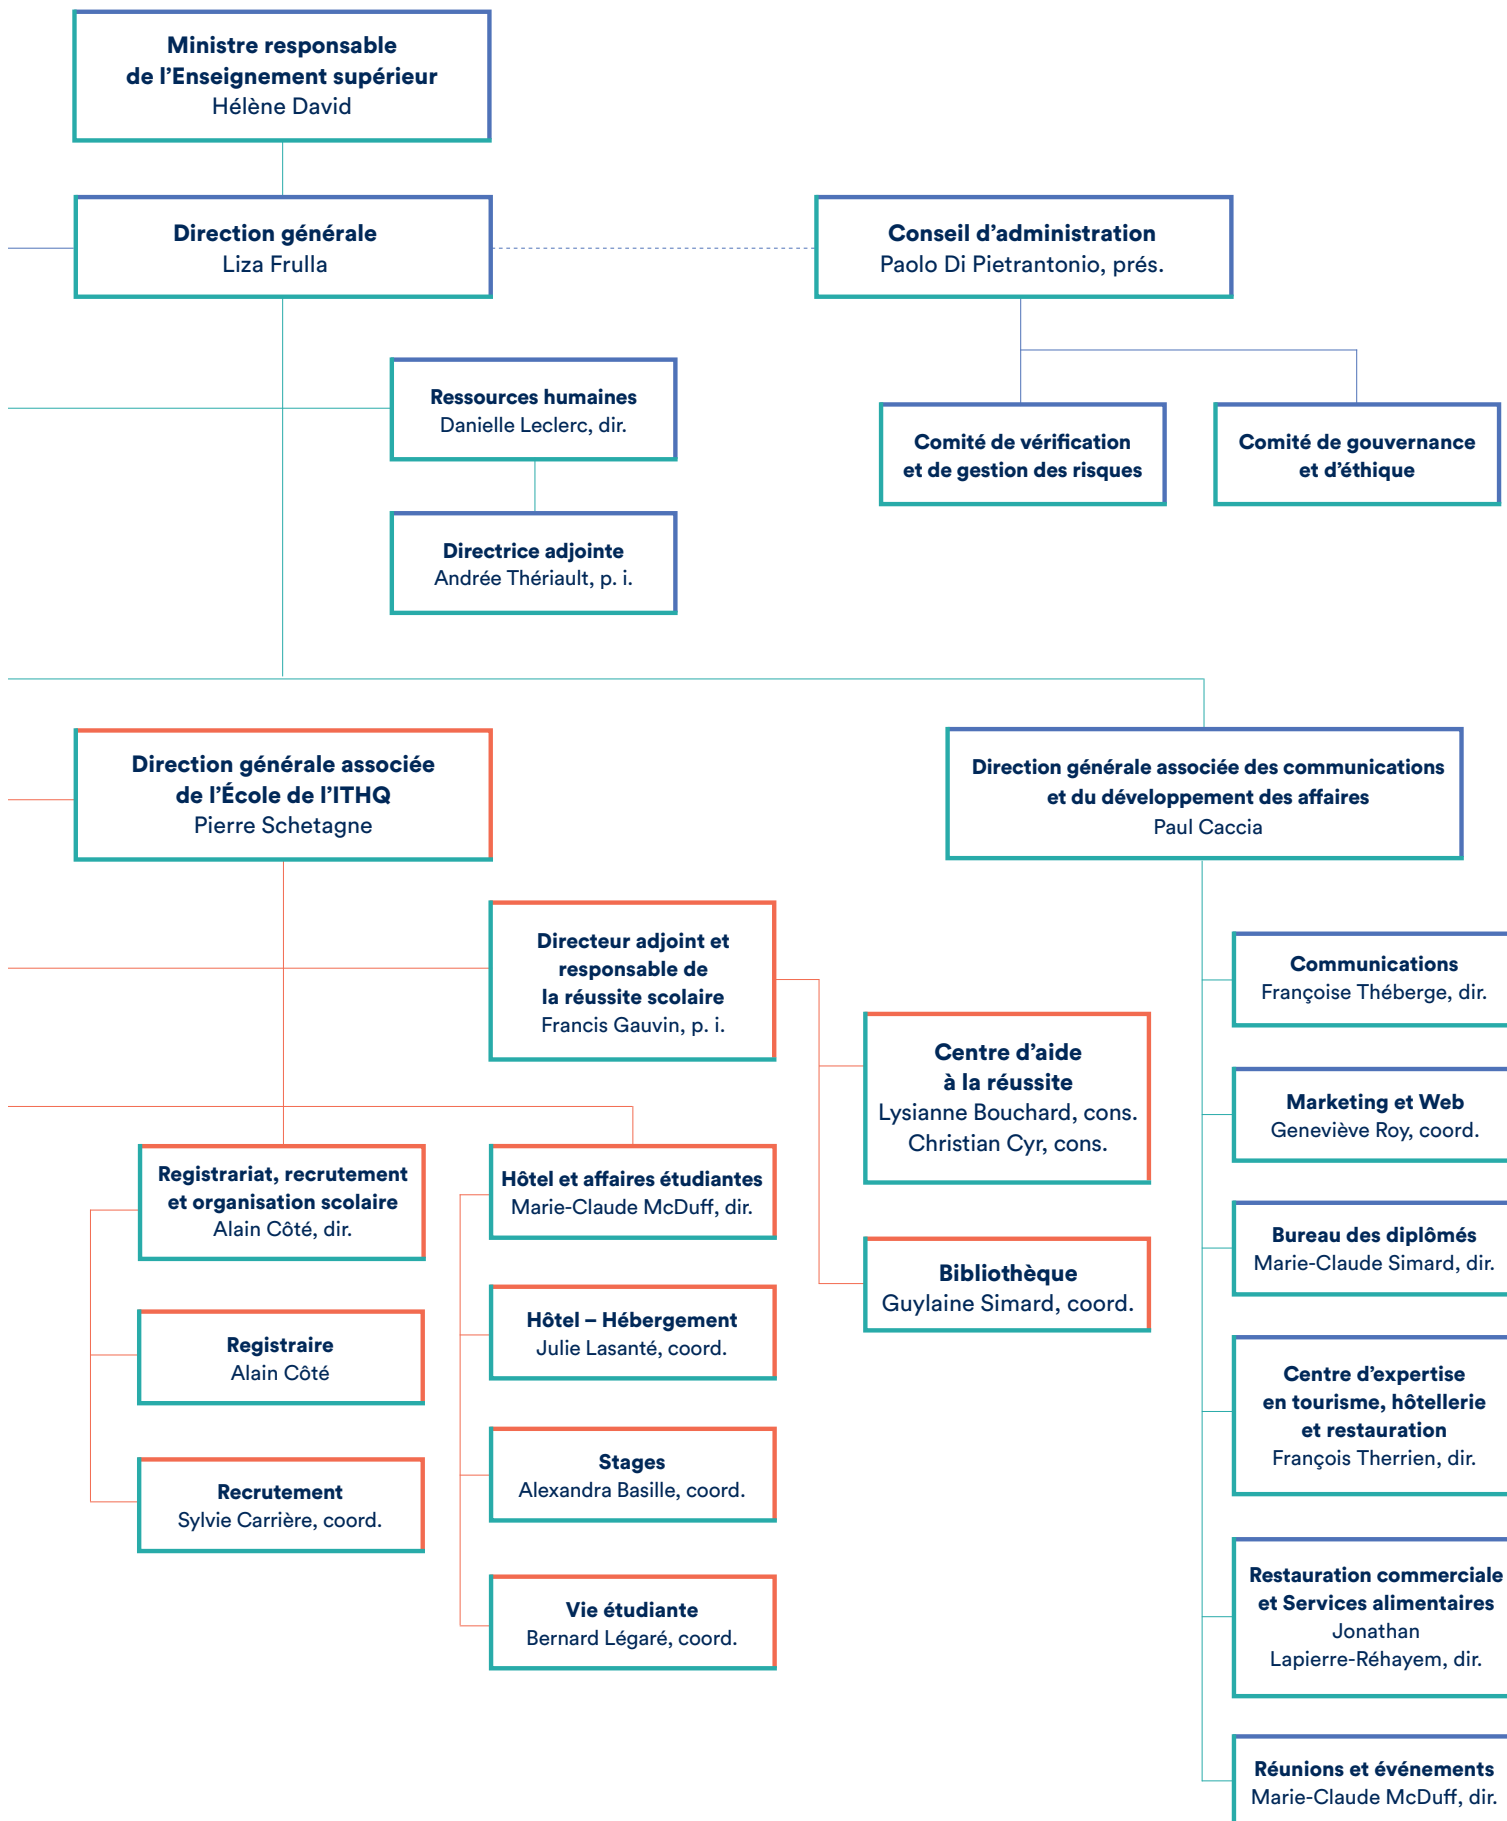 Ministre responsable
de l’Enseignement supérieur
Hélène David
Direction générale
Liza Frulla
Conseil d’administration
Paolo Di Pietrantonio, prés.
Ressources humaines
Danielle Leclerc, dir.
Comité de vérification
et de gestion des risques
Comité de gouvernance
et d’éthique
Directrice adjointe
Andrée Thériault, p. i.
Direction générale associée
de l’École de l’ITHQ
Pierre Schetagne
Direction générale associée des communications
et du développement des affaires
Paul Caccia
Directeur adjoint et
responsable de
la réussite scolaire
Francis Gauvin, p. i.
Centre d’aide
à la réussite
Lysianne Bouchard, cons.
Christian Cyr, cons.
Bibliothèque
Guylaine Simard, coord.
Registrariat, recrutement
et organisation scolaire
Alain Côté, dir.
Registraire
Alain Côté
Recrutement
Sylvie Carrière, coord.
Hôtel et affaires étudiantes
Marie-Claude McDuff, dir.
Hôtel – Hébergement
Julie Lasanté, coord.
Stages
Alexandra Basille, coord.
Vie étudiante
Bernard Légaré, coord.
Communications
Françoise Théberge, dir.
Marketing et Web
Geneviève Roy, coord.
Bureau des diplômés
Marie-Claude Simard, dir.
Centre d’expertise
en tourisme, hôtellerie
et restauration
François Therrien, dir.
Restauration commerciale
et Services alimentaires
Jonathan
Lapierre-Réhayem, dir.
Réunions et événements
Marie-Claude McDuff, dir.